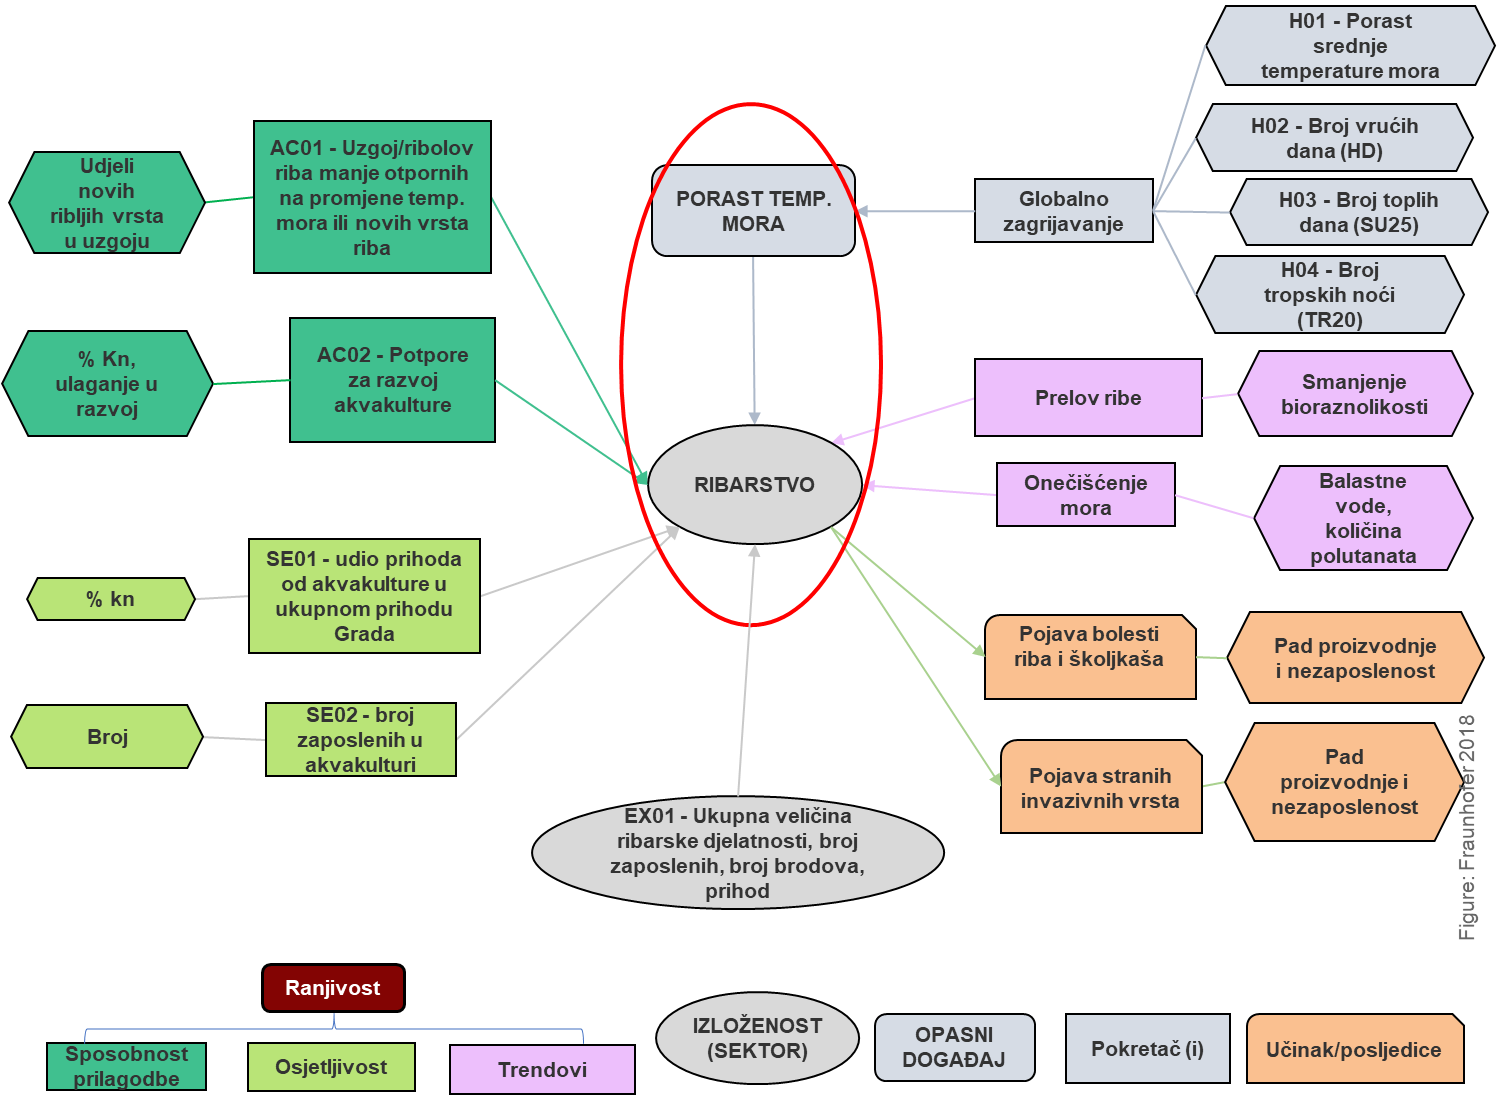 H01 - Porast
srednje
temperature mora
H02 - Broj vrućih
dana (HD)
H03 - Broj toplih
dana (SU25)
H04 - Broj
tropskih noći
(TR20)
Globalno
zagrijavanje
PORAST TEMP.
MORA
Udjeli
novih
ribljih vrsta
u uzgoju
AC01 - Uzgoj/ribolov
riba manje otpornih
na promjene temp.
mora ili novih vrsta
riba
% Kn,
ulaganje u
razvoj
AC02 - Potpore
za razvoj
akvakulture
Prelov ribe
Smanjenje
bioraznolikosti
RIBARSTVO
Onečišćenje
mora
Balastne
vode,
količina
polutanata
% kn
SE01 - udio prihoda
od akvakulture u
ukupnom prihodu
Grada
Pojava bolesti
riba i školjkaša
Pad proizvodnje
i nezaposlenost
Broj
SE02 - broj
zaposlenih u
akvakulturi
Pojava stranih
invazivnih vrsta
Pad
proizvodnje i
nezaposlenost
EX01 - Ukupna veličina
ribarske djelatnosti, broj
zaposlenih, broj brodova,
prihod
Figure: Fraunhofer 2018
Ranjivost
Sposobnost
prilagodbe
Osjetljivost
Trendovi
IZLOŽENOST
(SEKTOR)
OPASNI
DOGAĐAJ
Pokretač (i)
Učinak/posljedice